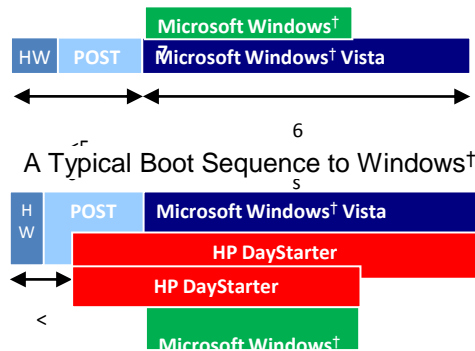 Microsoft Windows†
7
HW POST Microsoft Windows† Vista
6
A Typical Boot Sequence to Windows†
s
H
W
POST Microsoft Windows† Vista
HP DayStarter
HP DayStarter
<
Microsoft Windows†